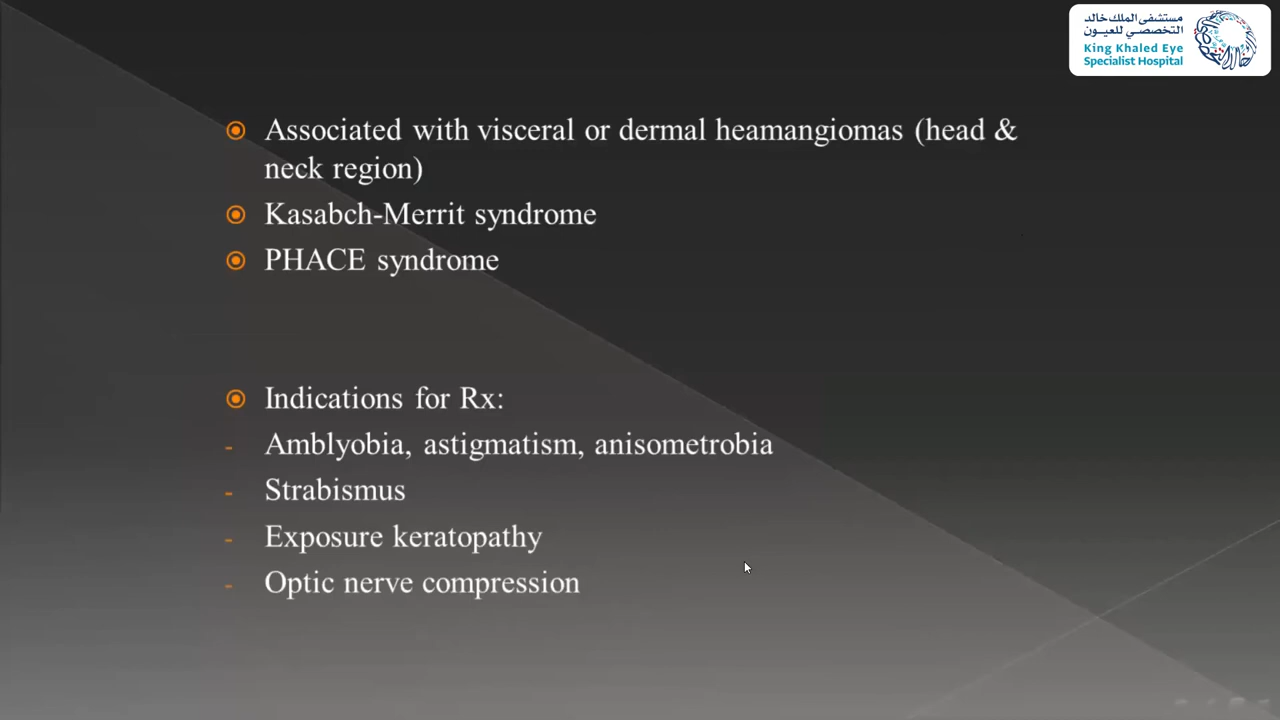 مستشفى الملك خالد
التخصصي للعيون
King Khaled Eye
Specialist Hospital
Associated with visceral or dermal heamangiomas (head &
neck region)
Kasabch-Merrit syndrome
PHACE syndrome
Indications for Rx:
- Amblyobia, astigmatism, anisometrobia
- Strabismus
- Exposure keratopathy
- Optic nerve compression